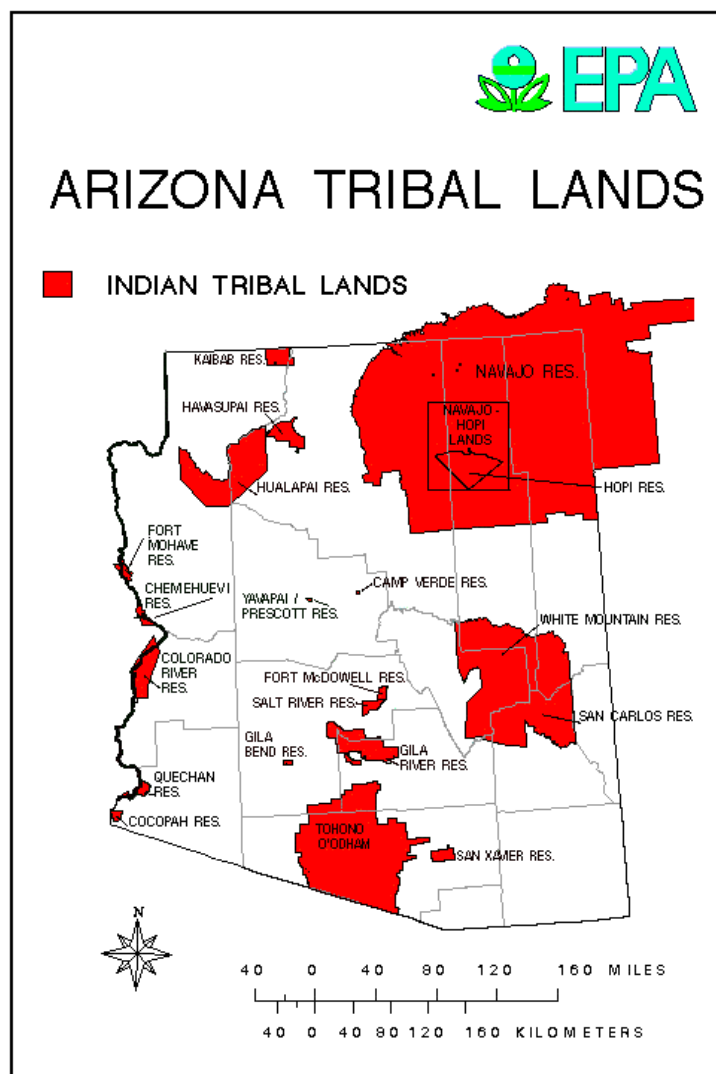 EPA
ARIZONA TRIBAL LANDS
INDIAN TRIBAL LANDS
KAIBAB RES.
NAVAJO RES.
HAVASUPAI RES.
NAVAJO -
HOPI
LANDS
HUALAPAI RES.
HOPI RES.
FORT
MOHAVE
RES.
CHEMEHUEVI
RES.
CAMP VERDE RES.
YAVAPAI /
PRESCOTT RES.
WHITE MOUNTAIN RES.
COLORADO
RIVER
RES.
FORT McDOWELL RES.
SALT RIVER RES.
SAN CARLOS RES.
GILA
BEND RES.
GILA
RIVER RES.
QUECHAN
RES.
COCOPAH RES.
TOHONO
O'ODHAM
SAN XAVIER RES.
N
40 0 40 80 120 160 MILES
40 0 40 80 120 160 KILOMETERS